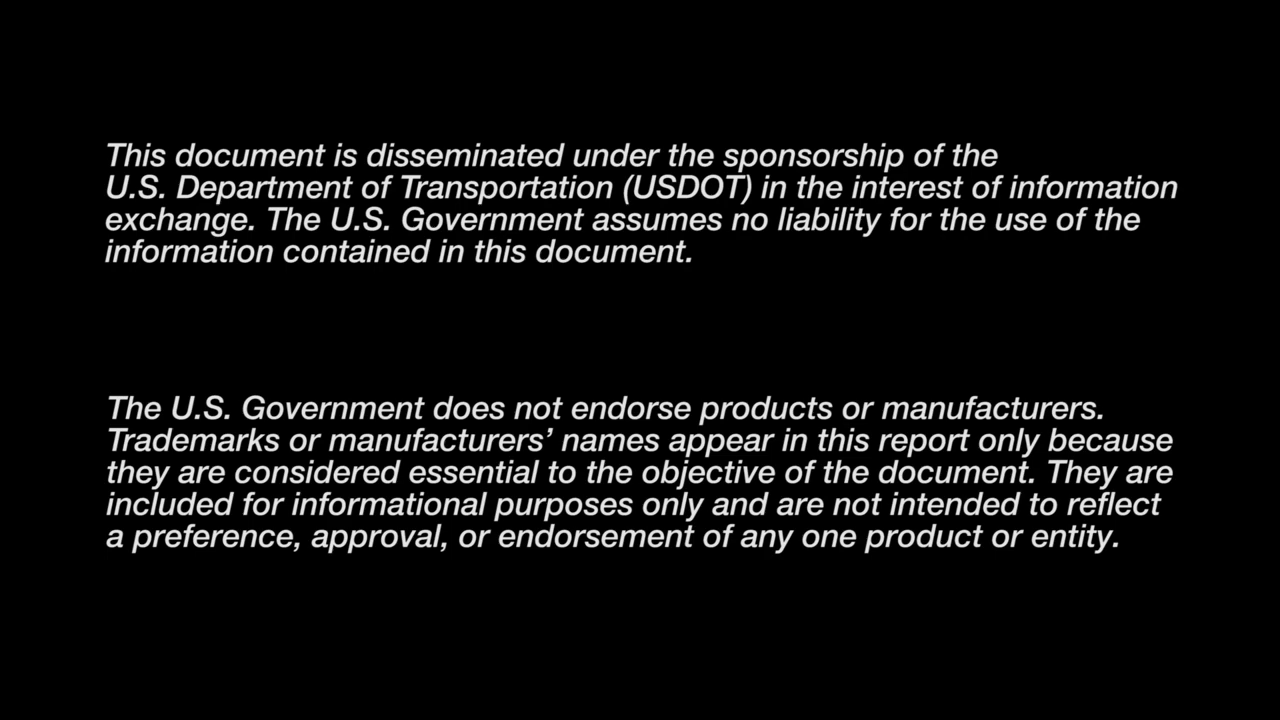 This document is disseminated under the sponsorship of the
U.S. Department of Transportation (USDOT) in the interest of information
exchange. The U.S. Government assumes no liability for the use of the
information contained in this document.
The U.S. Government does not endorse products or manufacturers.
Trademarks or manufacturers’ names appear in this report only because
they are considered essential to the objective of the document. They are
included for informational purposes only and are not intended to reflect
a preference, approval, or endorsement of any one product or entity.